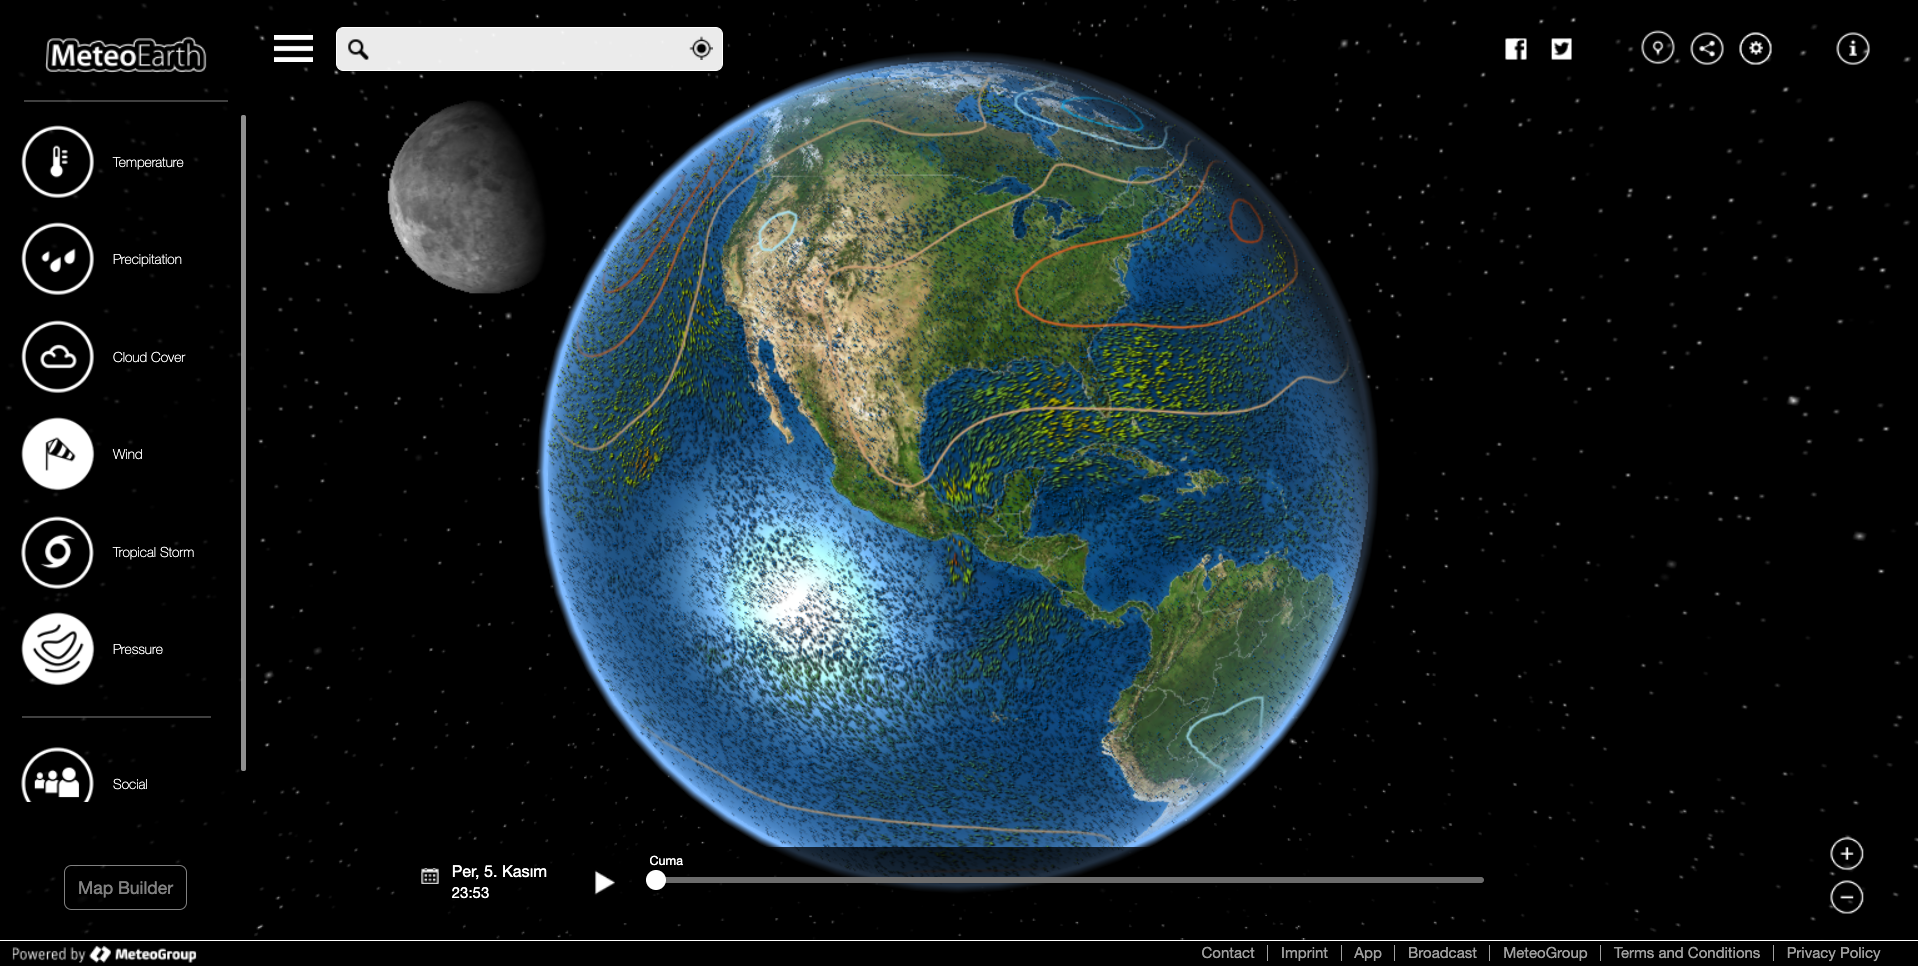 MeteoEarth
Temperature
Precipitation
Cloud Cover
Wind
Tropical Storm
Pressure
Social
Map Builder
Per, 5. Kasım
23:53
Cuma
Powered by MeteoGroup
Contact
Imprint
App
Broadcast
MeteoGroup
Terms and Conditions
Privacy Policy